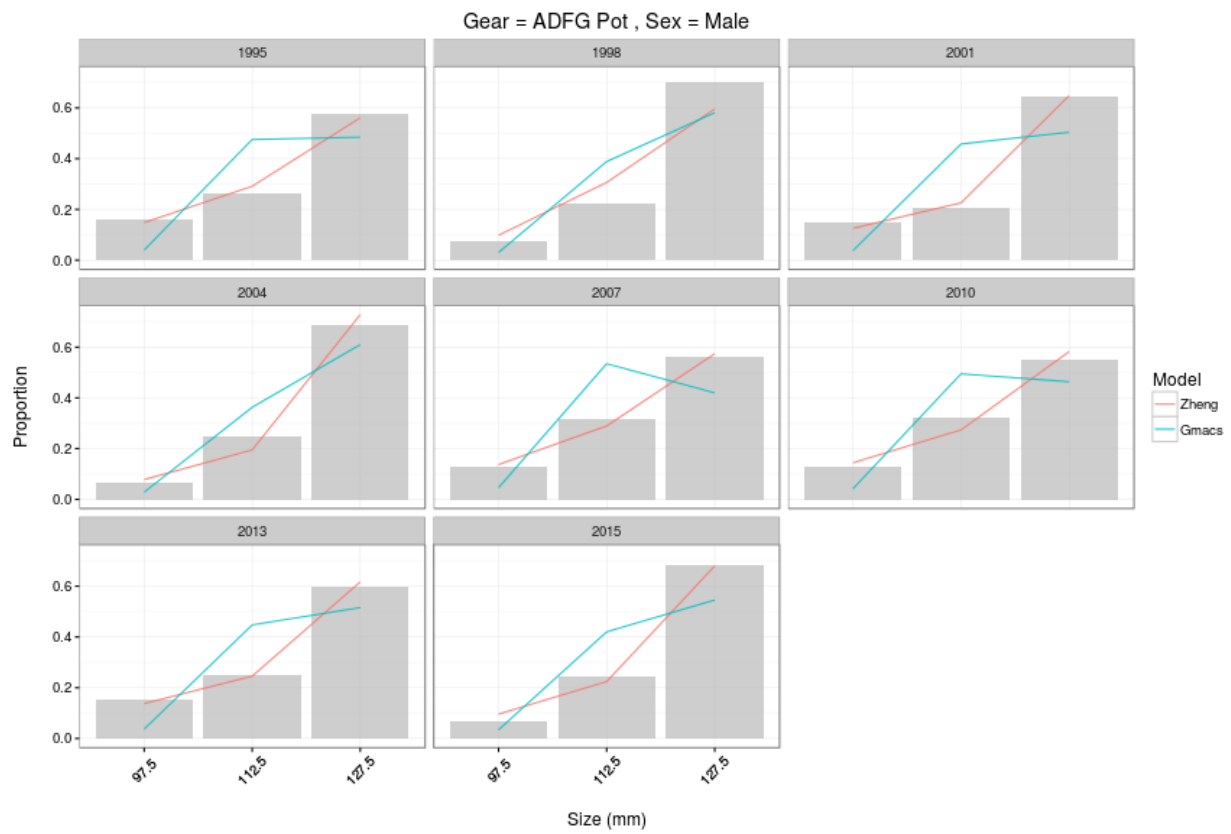 Gear = ADFG Pot , Sex = Male
1995 1998 2001
0.6
0.4
0.2
0.0
2004 2007 2010
0.6
0.4
0.2
0.0
2013 2015
0.6
0.4
0.2
0.0
97.5 112.5 127.5 97.5 112.5 127.5
Proportion
Size (mm)
Model
Zheng
Gmacs